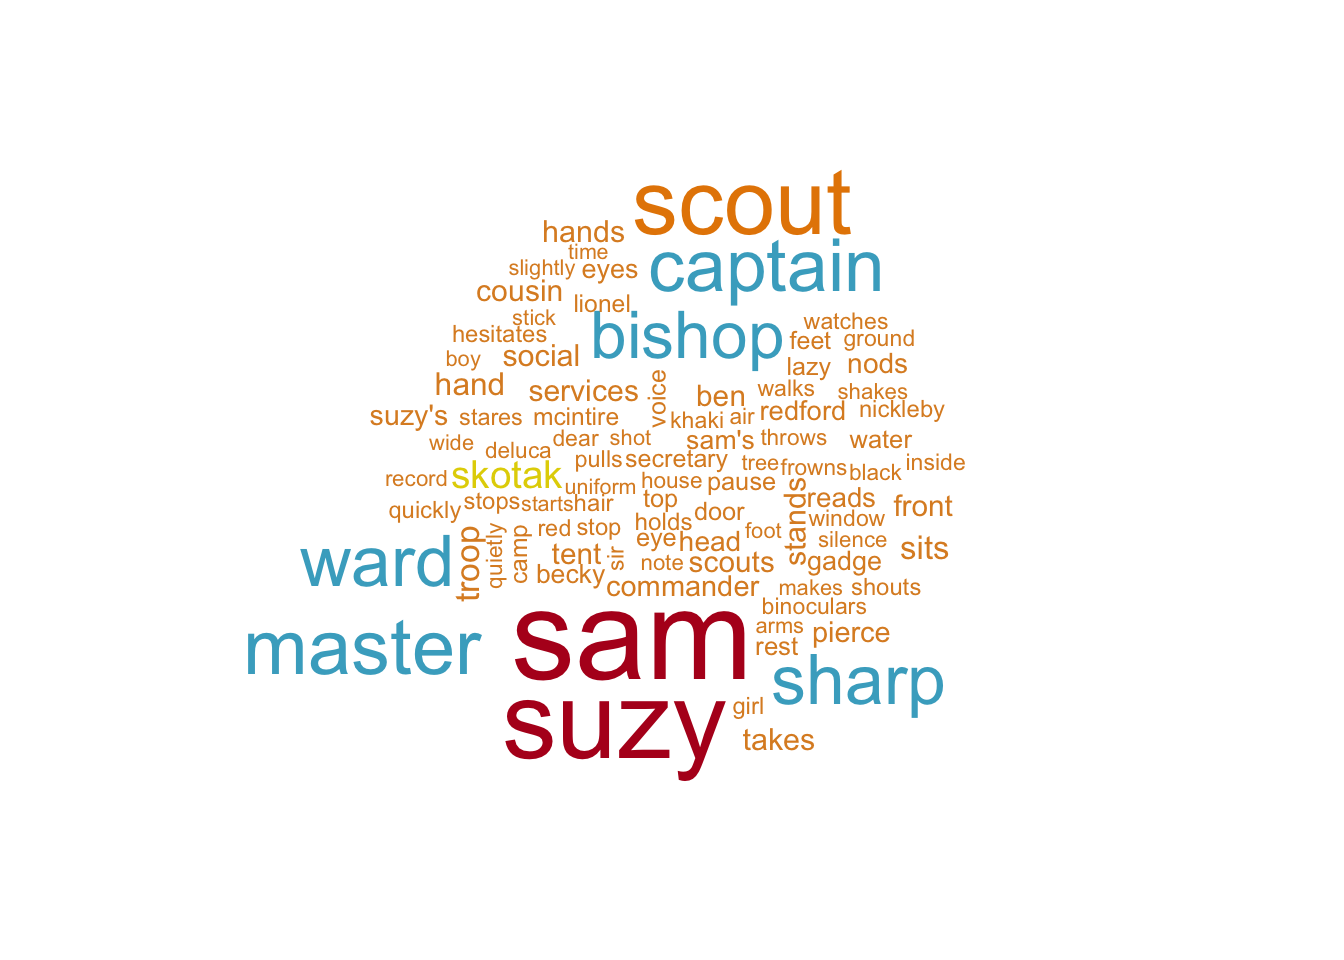 scout
hands
time
captain
slightly eyes
cousin
lionel
stick
bishop
watches
hesitates
feet ground
boy social
lazy nods
hand services
voice
ben walks shakes
suzy's stares mcintire
khaki air redford nickleby
wide deluca dear shot
sam's throws water
record skotak pulls secretary
tree frowns black inside
uniform house pause
quickly stops starts hair top
stands reads front
red stop holds door
window
troop quietly camp
eye head foot silence
ward
tent sir note scouts gadge sits
becky commander
makes shouts
binoculars
sam
arms pierce
master
rest
sharp
suzy girl
takes